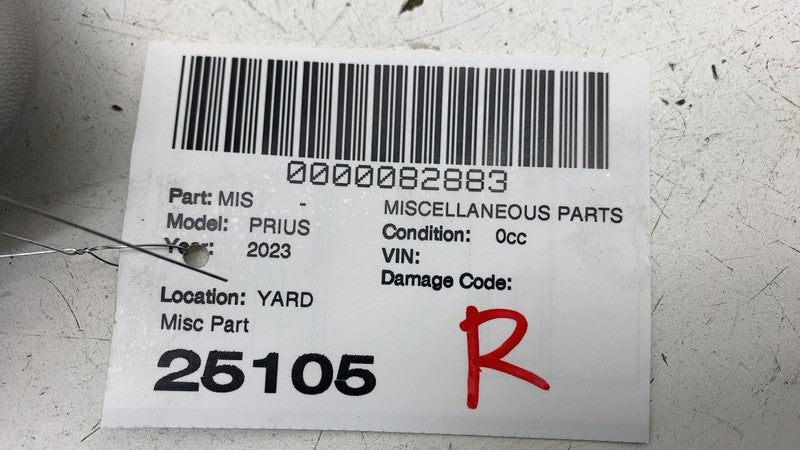 0000082883
Part: MIS - MISCELLANEOUS PARTS
Model: PRIUS Condition: 0cc
Year: 2023 VIN:
Damage Code:
Location: YARD
Misc Part
25105 R